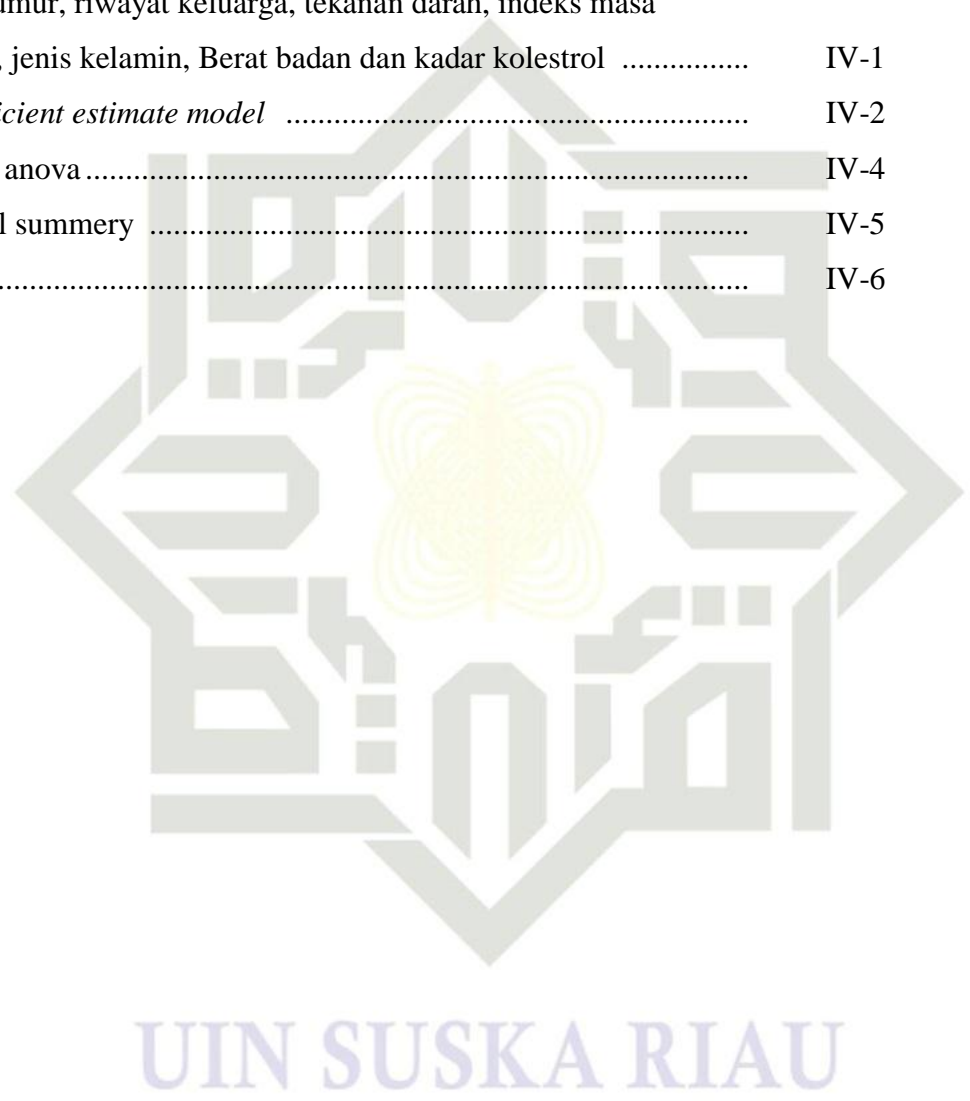 umur, riwayat keluarga, tekanan darah, indeks masa
, jenis kelamin, Berat badan dan kadar kolestrol ................ IV-1
icient estimate model .......................................................... IV-2
anova ................................................................................... IV-4
l summery ........................................................................... IV-5
.............................................................................................. IV-6
UIN SUSKA RIAU